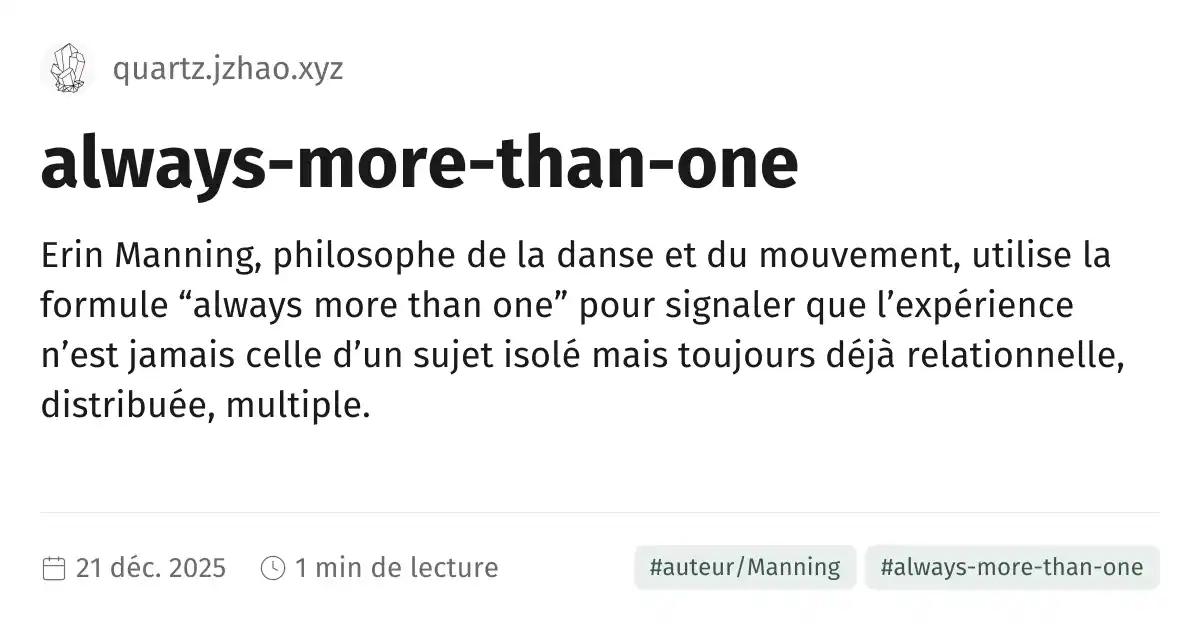 quartz.jzhao.xyz
always-more-than-one
Erin Manning, philosophe de la danse et du mouvement, utilise la
formule “always more than one” pour signaler que l’expérience
n’est jamais celle d’un sujet isolé mais toujours déjà relationnelle,
distribuée, multiple.
21 déc. 2025 1 min de lecture #auteur/Manning #always-more-than-one